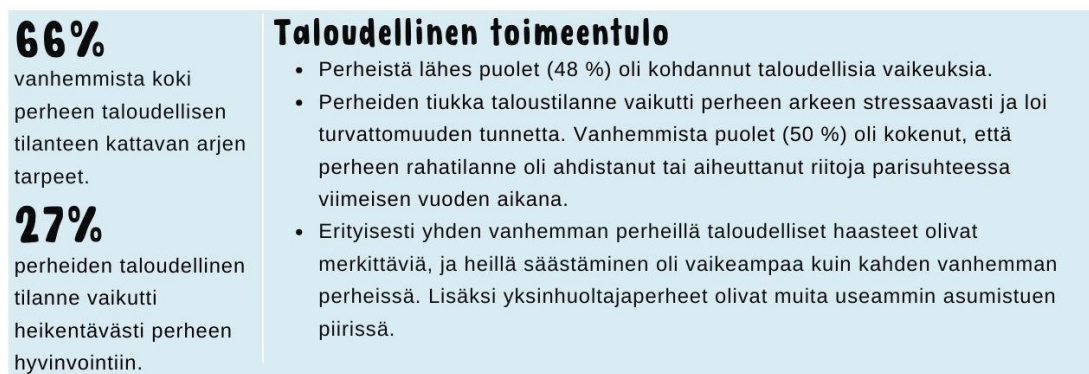 66%
vanhemmista koki
perheen taloudellisen
tilanteen kattavan arjen
tarpeet.
27%
perheiden taloudellinen
tilanne vaikutti
heikentävästi perheen
hyvinvointiin.
Taloudellinen toimeentulo
• Perheistä lähes puolet (48 %) oli kohdannut taloudellisia vaikeuksia.
• Perheiden tiukka taloustilanne vaikutti perheen arkeen stressaavasti ja loi
turvattomuuden tunnetta. Vanhemmista puolet (50 %) oli kokenut, että
perheen rahatilanne oli ahdistanut tai aiheuttanut riitoja parisuhteessa
viimeisen vuoden aikana.
• Erityisesti yhden vanhemman perheillä taloudelliset haasteet olivat
merkittäviä, ja heillä säästäminen oli vaikeampaa kuin kahden vanhemman
perheissä. Lisäksi yksinhuoltajaperheet olivat muita useammin asumistuen
piirissä.